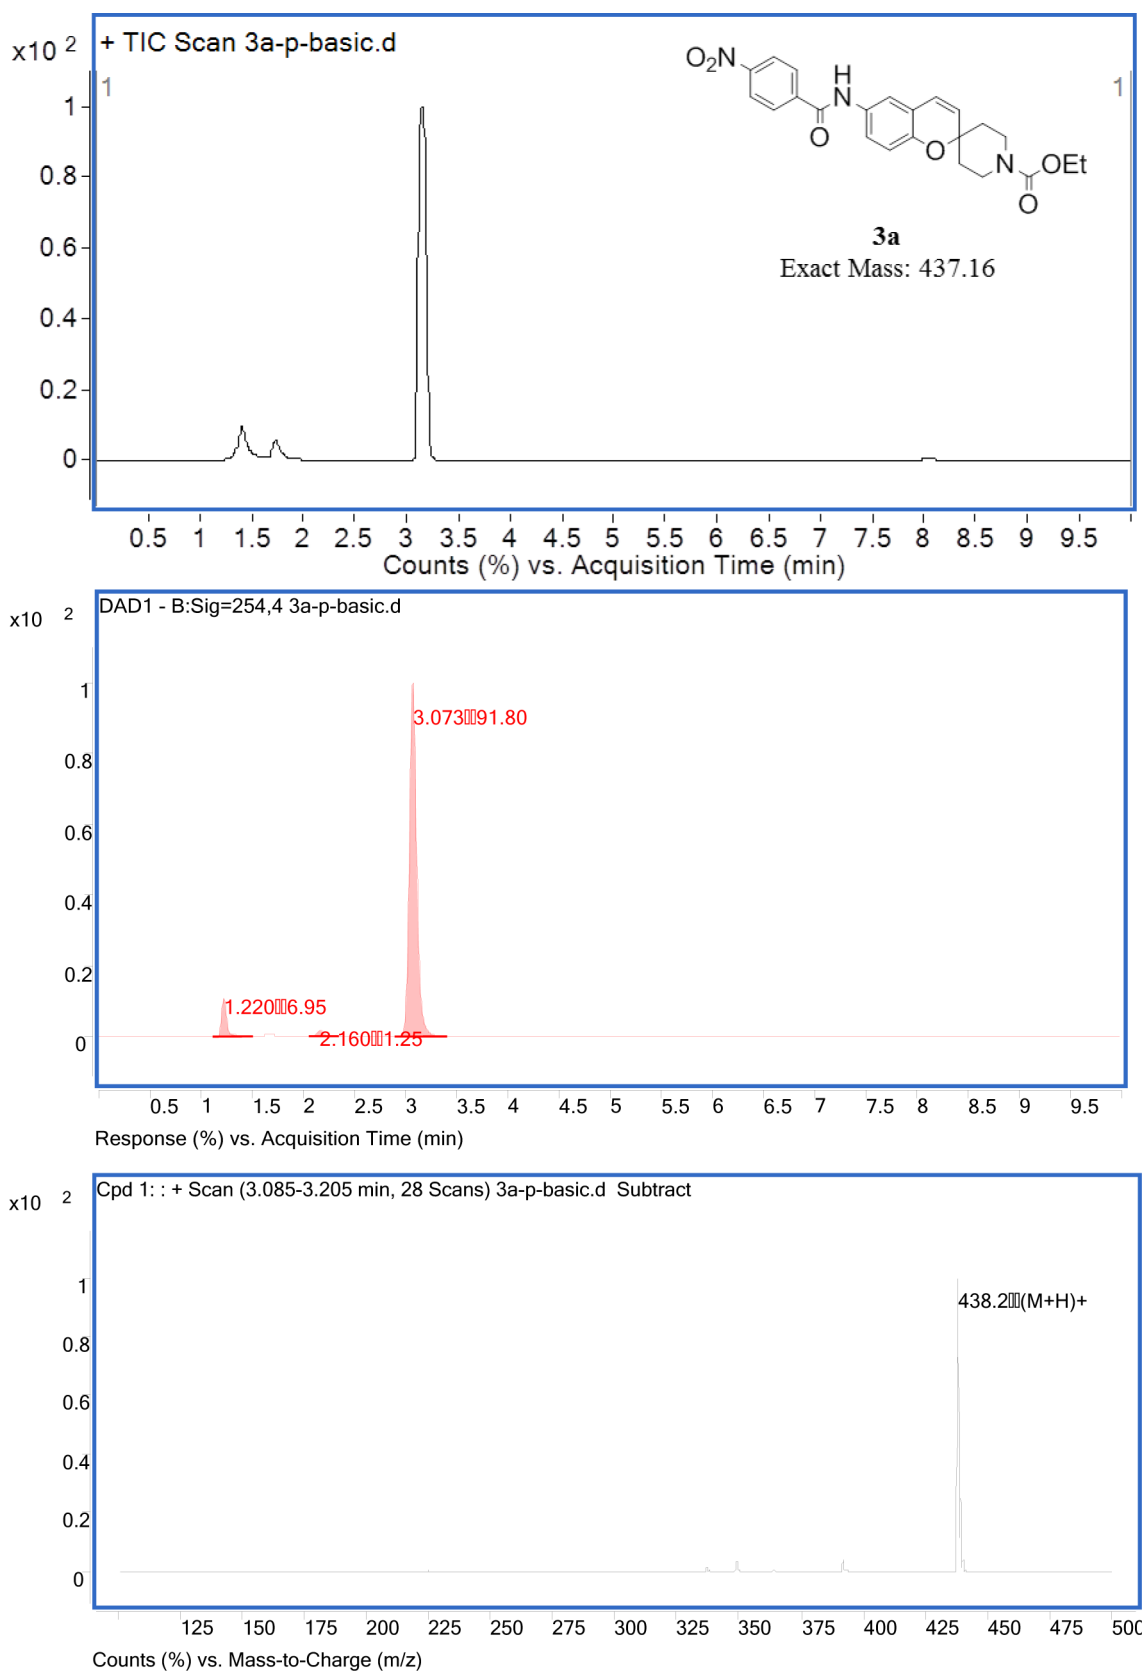 x10 2
+ TIC Scan 3a-p-basic.d
1
1
O2N
H
N
O
O
N
OEt
O
3a
Exact Mass: 437.16
1
0.8
0.6
0.4
0.2
0
0.5 1 1.5 2 2.5 3 3.5 4 4.5 5 5.5 6 6.5 7 7.5 8 8.5 9 9.5
Counts (%) vs. Acquisition Time (min)
x10 2
DAD1 - B:Sig=254,4 3a-p-basic.d
1
0.8
0.6
0.4
0.2
0
3.073▯▯91.80
1.220▯▯6.95
2.160▯▯1.25
0.5 1 1.5 2 2.5 3 3.5 4 4.5 5 5.5 6 6.5 7 7.5 8 8.5 9 9.5
Response (%) vs. Acquisition Time (min)
x10 2
Cpd 1: : + Scan (3.085-3.205 min, 28 Scans) 3a-p-basic.d Subtract
1
0.8
0.6
0.4
0.2
0
438.2▯▯(M+H)+
125 150 175 200 225 250 275 300 325 350 375 400 425 450 475 500
Counts (%) vs. Mass-to-Charge (m/z)